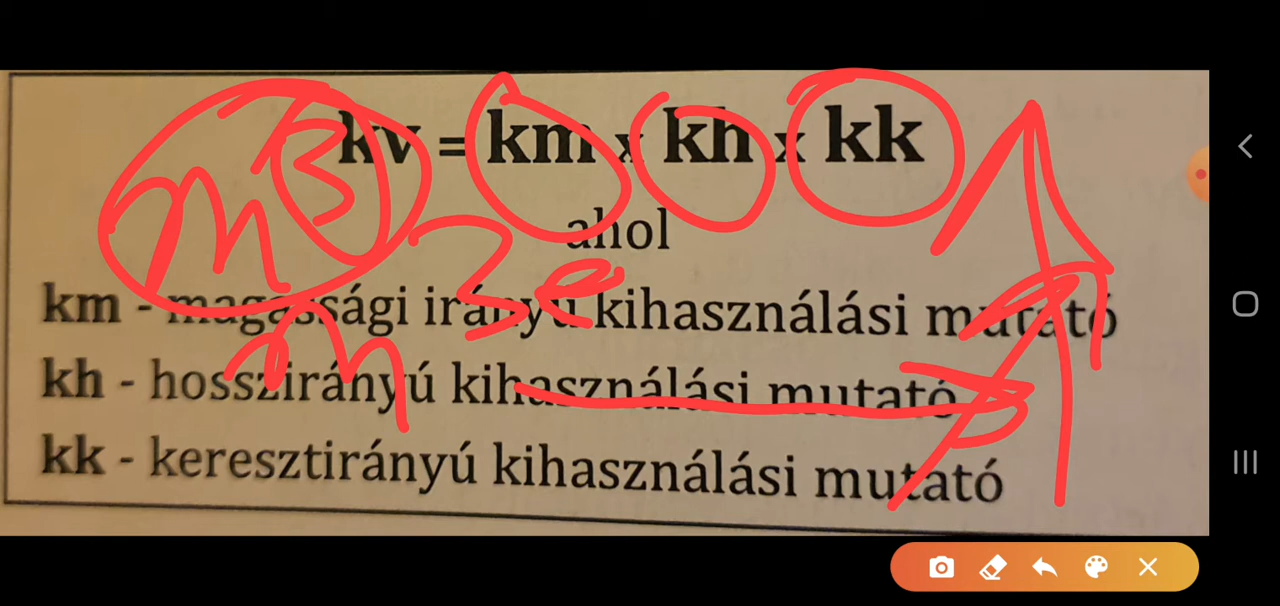 kv = km x kh x kk
ahol
km - magassági irányú kihasználási mutató
kh - hosszirányú kihasználási mutató
kk - keresztirányú kihasználási mutató